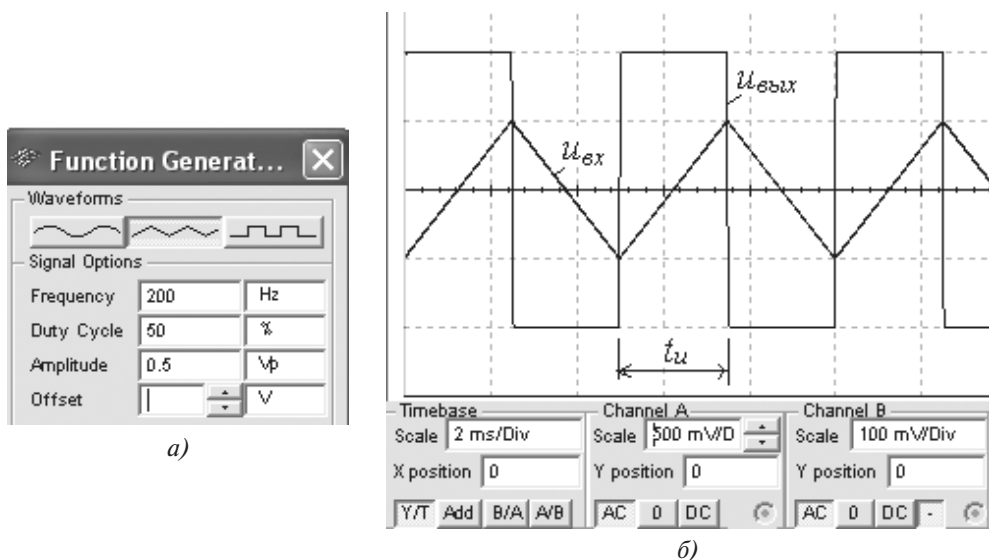 Function Generat...
Waveforms
Signal Options
Frequency 200 Hz
Duty Cycle 50 %
Amplitude 0.5 Vp
Offset V
а)
uвых
uвх
tи
Timebase
Scale 2 ms/Div
X position 0
Y/T Add B/A A/B
Channel A
Scale 500 mV/D
Y position 0
AC 0 DC
Channel B
Scale 100 mV/Div
Y position 0
AC 0 DC -
б)